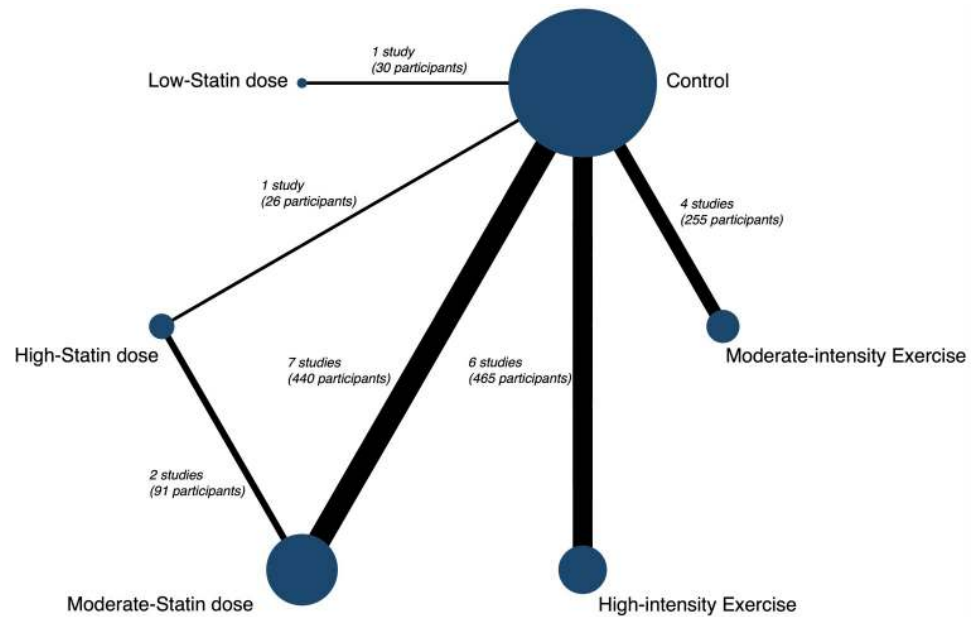 1 study
(30 participants)
Low-Statin dose
Control
1 study
(26 participants)
4 studies
(255 participants)
High-Statin dose
7 studies
(440 participants)
6 studies
(465 participants)
Moderate-intensity Exercise
2 studies
(91 participants)
Moderate-Statin dose
High-intensity Exercise